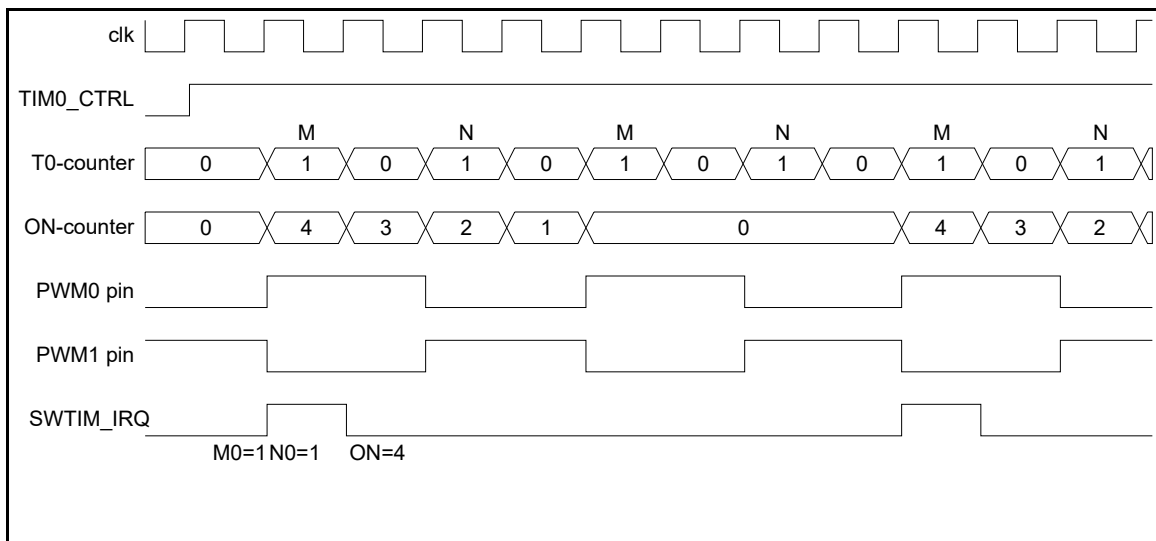 clk
TIM0_CTRL
M N M N M N
T0-counter 0 1 0 1 0 1 0 1 0 1 0 1
ON-counter 0 4 3 2 1 0 4 3 2
PWM0 pin
PWM1 pin
SWTIM_IRQ
M0=1 N0=1 ON=4